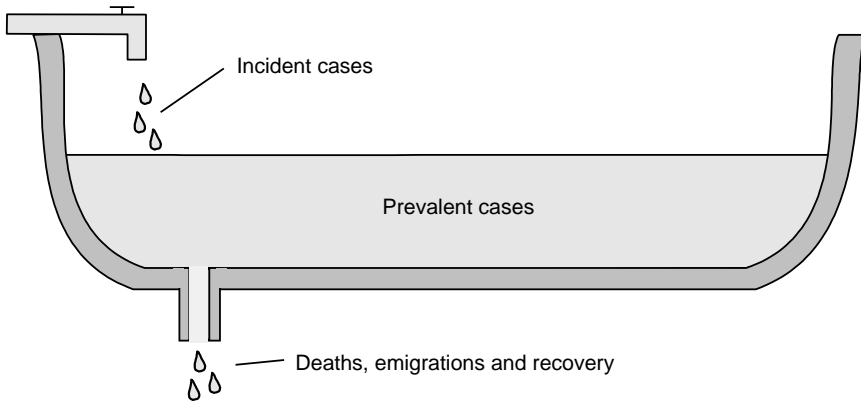 Incident cases
Prevalent cases
Deaths, emigrations and recovery